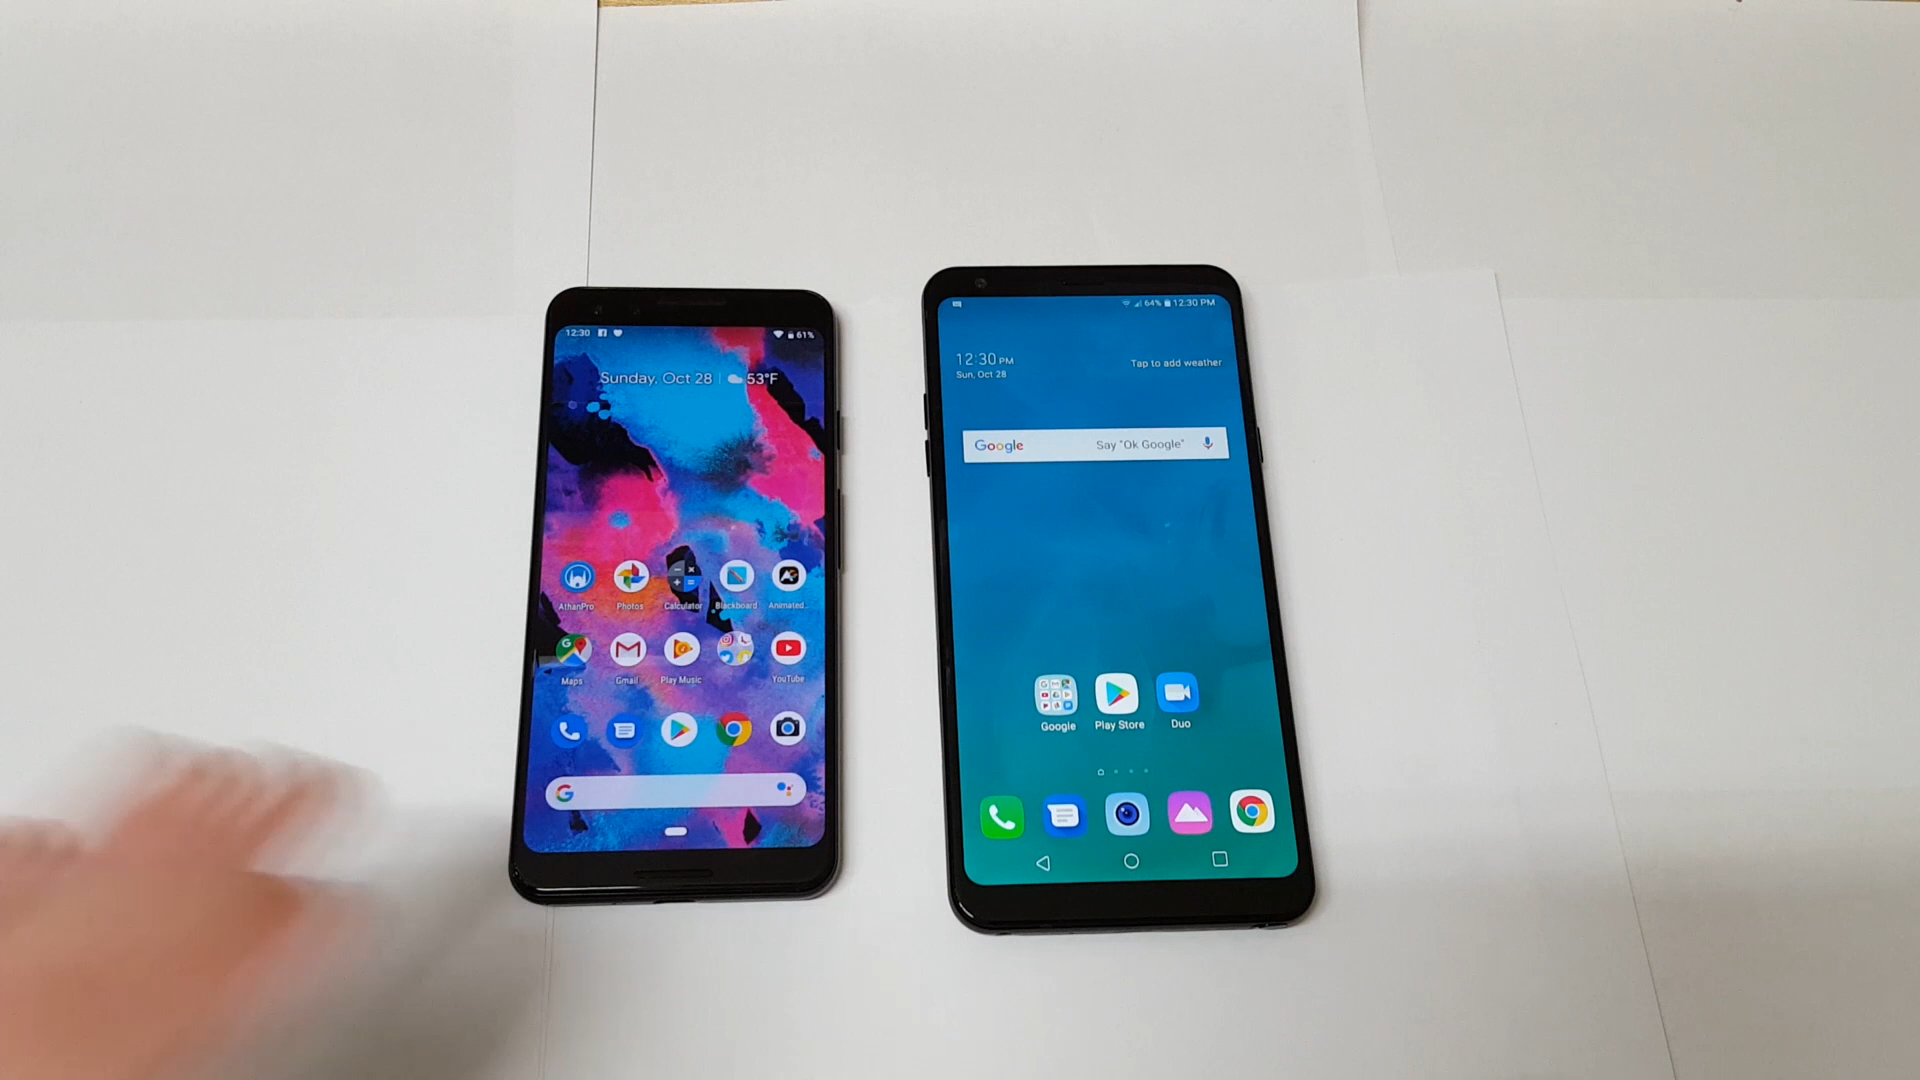 12:30
61%
Sunday, Oct 28 | 53°F
AthanPro Photos Calculator Blackboard Animated..
Maps Gmail Play Music YouTube
G
64% 12:30 PM
12:30 PM
Sun, Oct 28
Tap to add weather
Google Say "Ok Google"
Google Play Store Duo